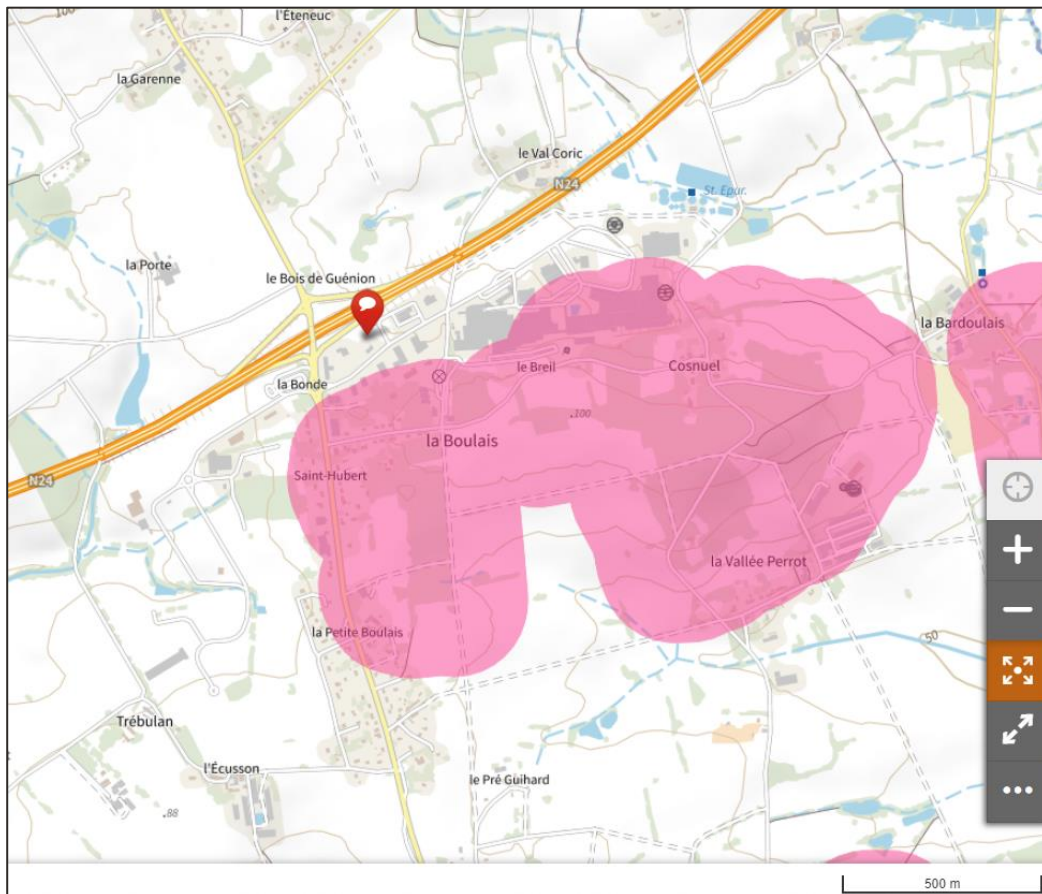 100
l'Éteneuc
la Garenne
le Val Coric
N24
St. Epur.
la Porte
le Bois de Guénion
la Bardoulais
le Breil
Cosnuel
la Bonde
.100
la Boulais
Saint-Hubert
N24
la Vallée Perrot
la Petite Boulais
50
Trébulan
l'Écusson
le Pré Guihard
.88
500 m